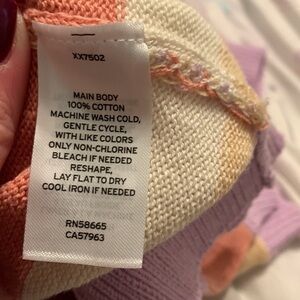 XX7502
MAIN BODY
100% COTTON
MACHINE WASH COLD,
GENTLE CYCLE,
WITH LIKE COLORS
ONLY NON-CHLORINE
BLEACH IF NEEDED
RESHAPE,
LAY FLAT TO DRY
COOL IRON IF NEEDED
RN58665
CA57963